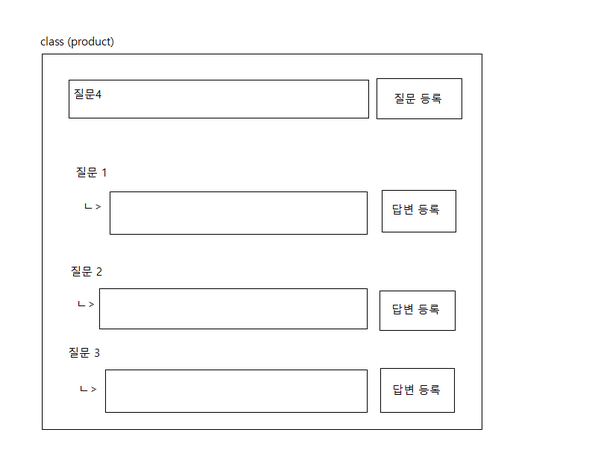 class (product)
질문4
질문 등록
질문 1
ㄴ>
답변 등록
질문 2
ㄴ>
답변 등록
질문 3
ㄴ>
답변 등록